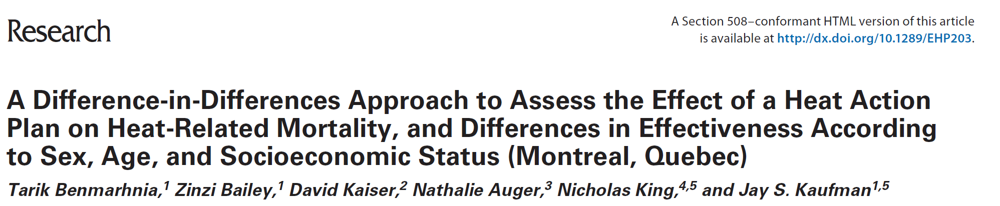 Research
A Section 508–conformant HTML version of this article
is available at http://dx.doi.org/10.1289/EHP203.
A Difference-in-Differences Approach to Assess the Effect of a Heat Action
Plan on Heat-Related Mortality, and Differences in Effectiveness According
to Sex, Age, and Socioeconomic Status (Montreal, Quebec)
Tarik Benmarhnia,1 Zinzi Bailey,1 David Kaiser,2 Nathalie Auger,3 Nicholas King,4,5 and Jay S. Kaufman1,5